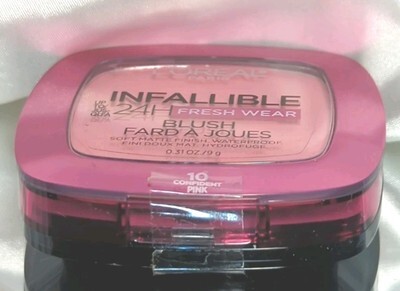 L'ORÉAL
PARIS
INFALLIBLE
24H FRESH WEAR
BLUSH
FARD À JOUES
SOFT MATTE FINISH, WATERPROOF
FINI DOUX MAT, HYDROFUGE
0.31 OZ/9 g
10
CONFIDENT
PINK